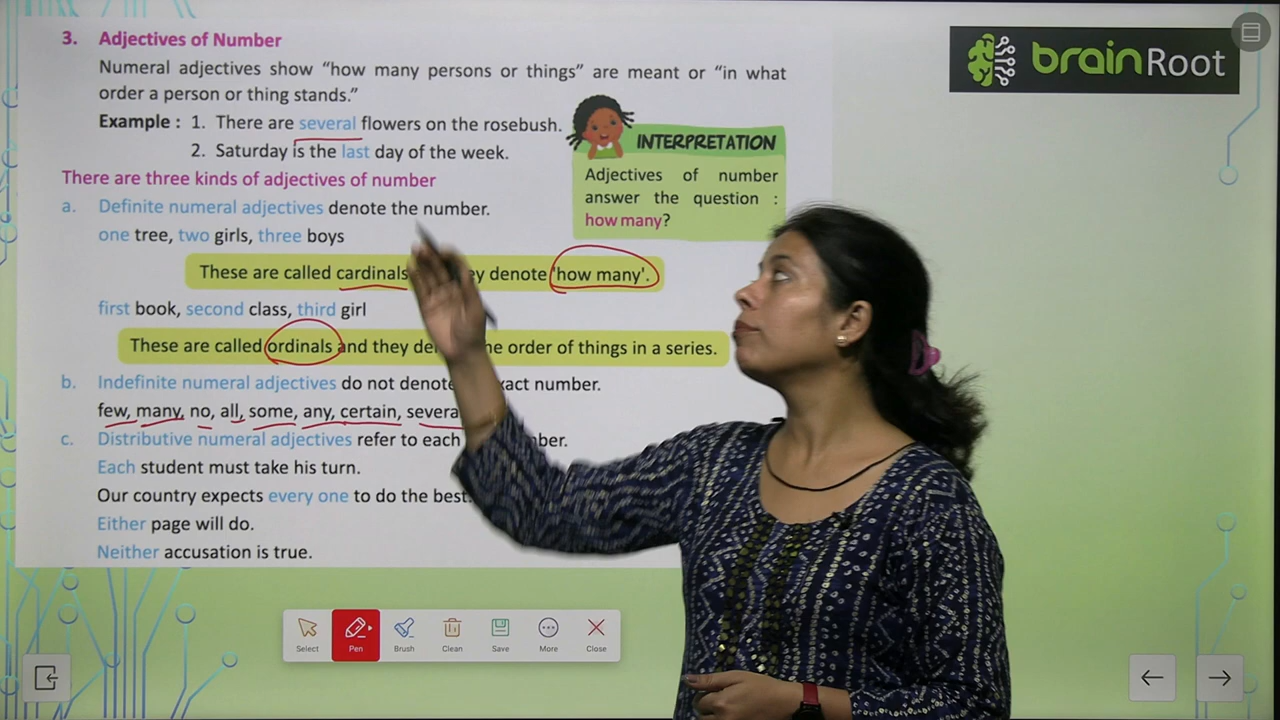 3. Adjectives of Number
Numeral adjectives show “how many persons or things” are meant or “in what
order a person or thing stands.”
Example : 1. There are several flowers on the rosebush.
2. Saturday is the last day of the week.
There are three kinds of adjectives of number
a. Definite numeral adjectives denote the number.
one tree, two girls, three boys
These are called cardinals denote 'how many'.
first book, second class, third girl
These are called ordinals and they order of things in a series.
b. Indefinite numeral adjectives do not denote number.
few, many, no, all, some, any, certain,
c. Distributive numeral adjectives refer to each
Each student must take his turn.
Our country expects every one to do the best.
Either page will do.
Neither accusation is true.
INTERPRETATION
Adjectives of number
answer the question :
how many?
brainRoot
Select Pen Brush Clean Save More Close